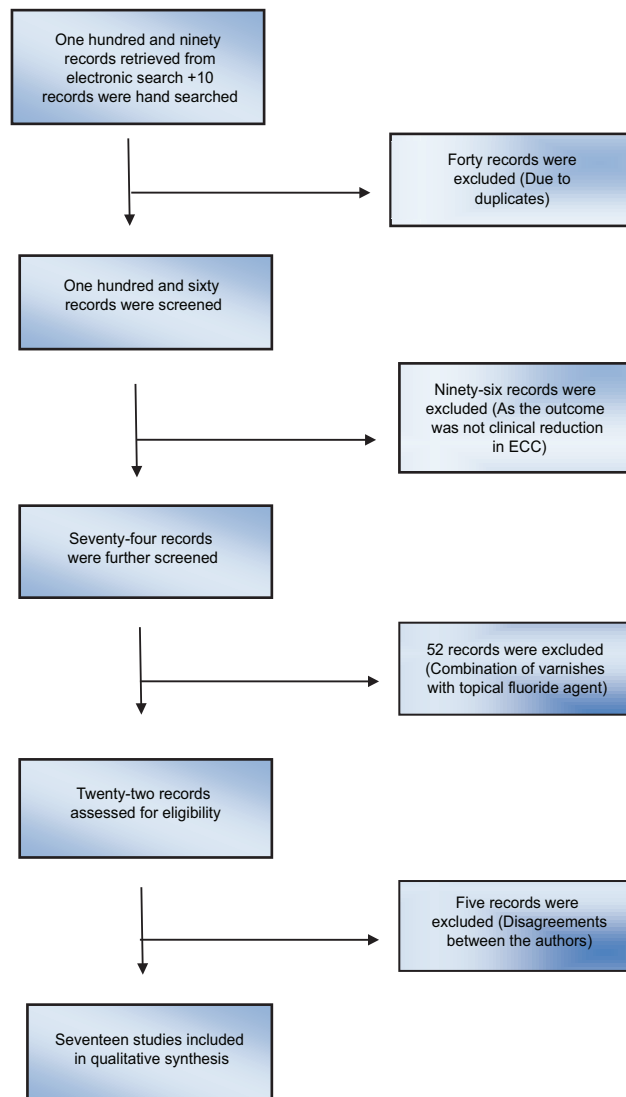 One hundred and ninety
records retrieved from
electronic search +10
records were hand searched
Forty records were
excluded (Due to
duplicates)
One hundred and sixty
records were screened
Ninety-six records were
excluded (As the outcome
was not clinical reduction
in ECC)
Seventy-four records
were further screened
52 records were excluded
(Combination of varnishes
with topical fluoride agent)
Twenty-two records
assessed for eligibility
Five records were
excluded (Disagreements
between the authors)
Seventeen studies included
in qualitative synthesis